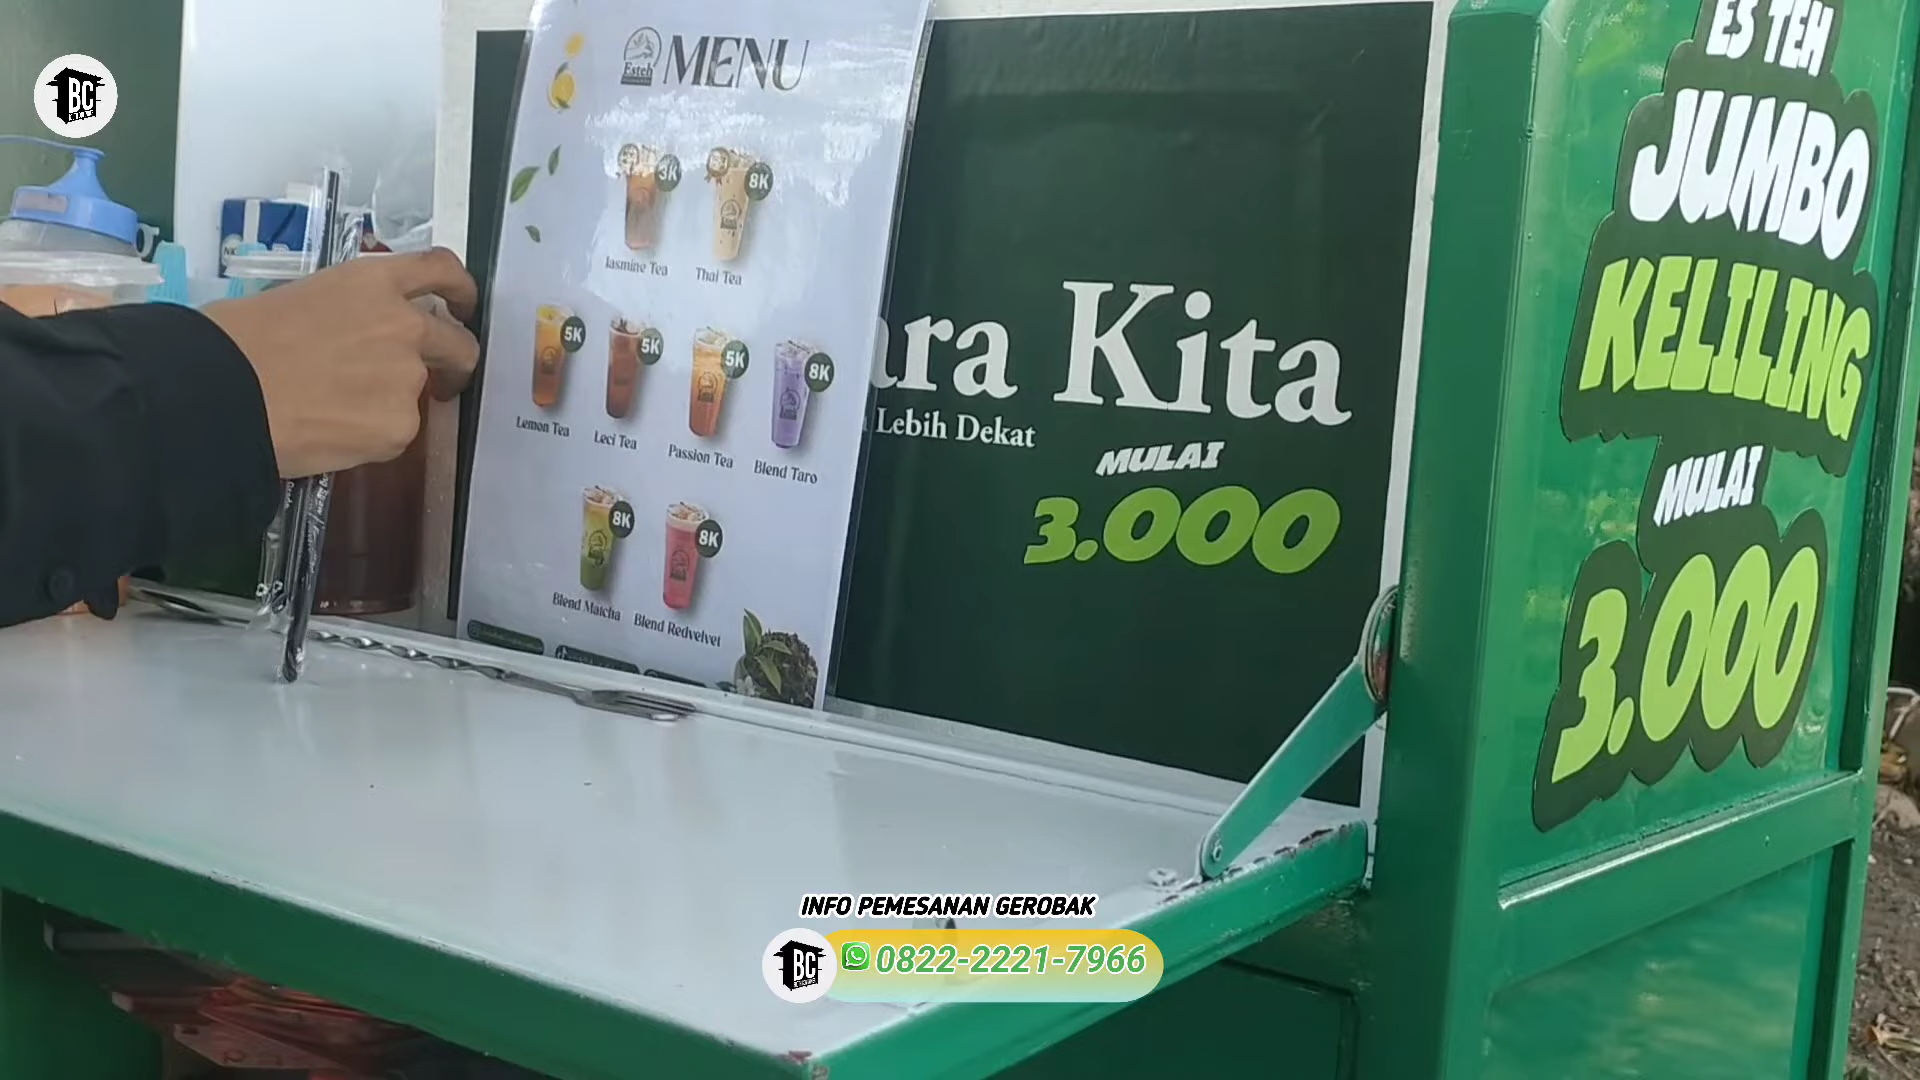 BC
Esteh
MENU
3K
8K
Jasmine Tea
Thai Tea
5K
5K
5K
8K
Lemon Tea
Leci Tea
Passion Tea
Blend Taro
8K
8K
Blend Matcha
Blend Redvelvet
ara Kita
Lebih Dekat
MULAI
3.000
ES TEH
JUMBO
KELILING
MULAI
3.000
INFO PEMESANAN GEROBAK
BC
0822-2221-7966